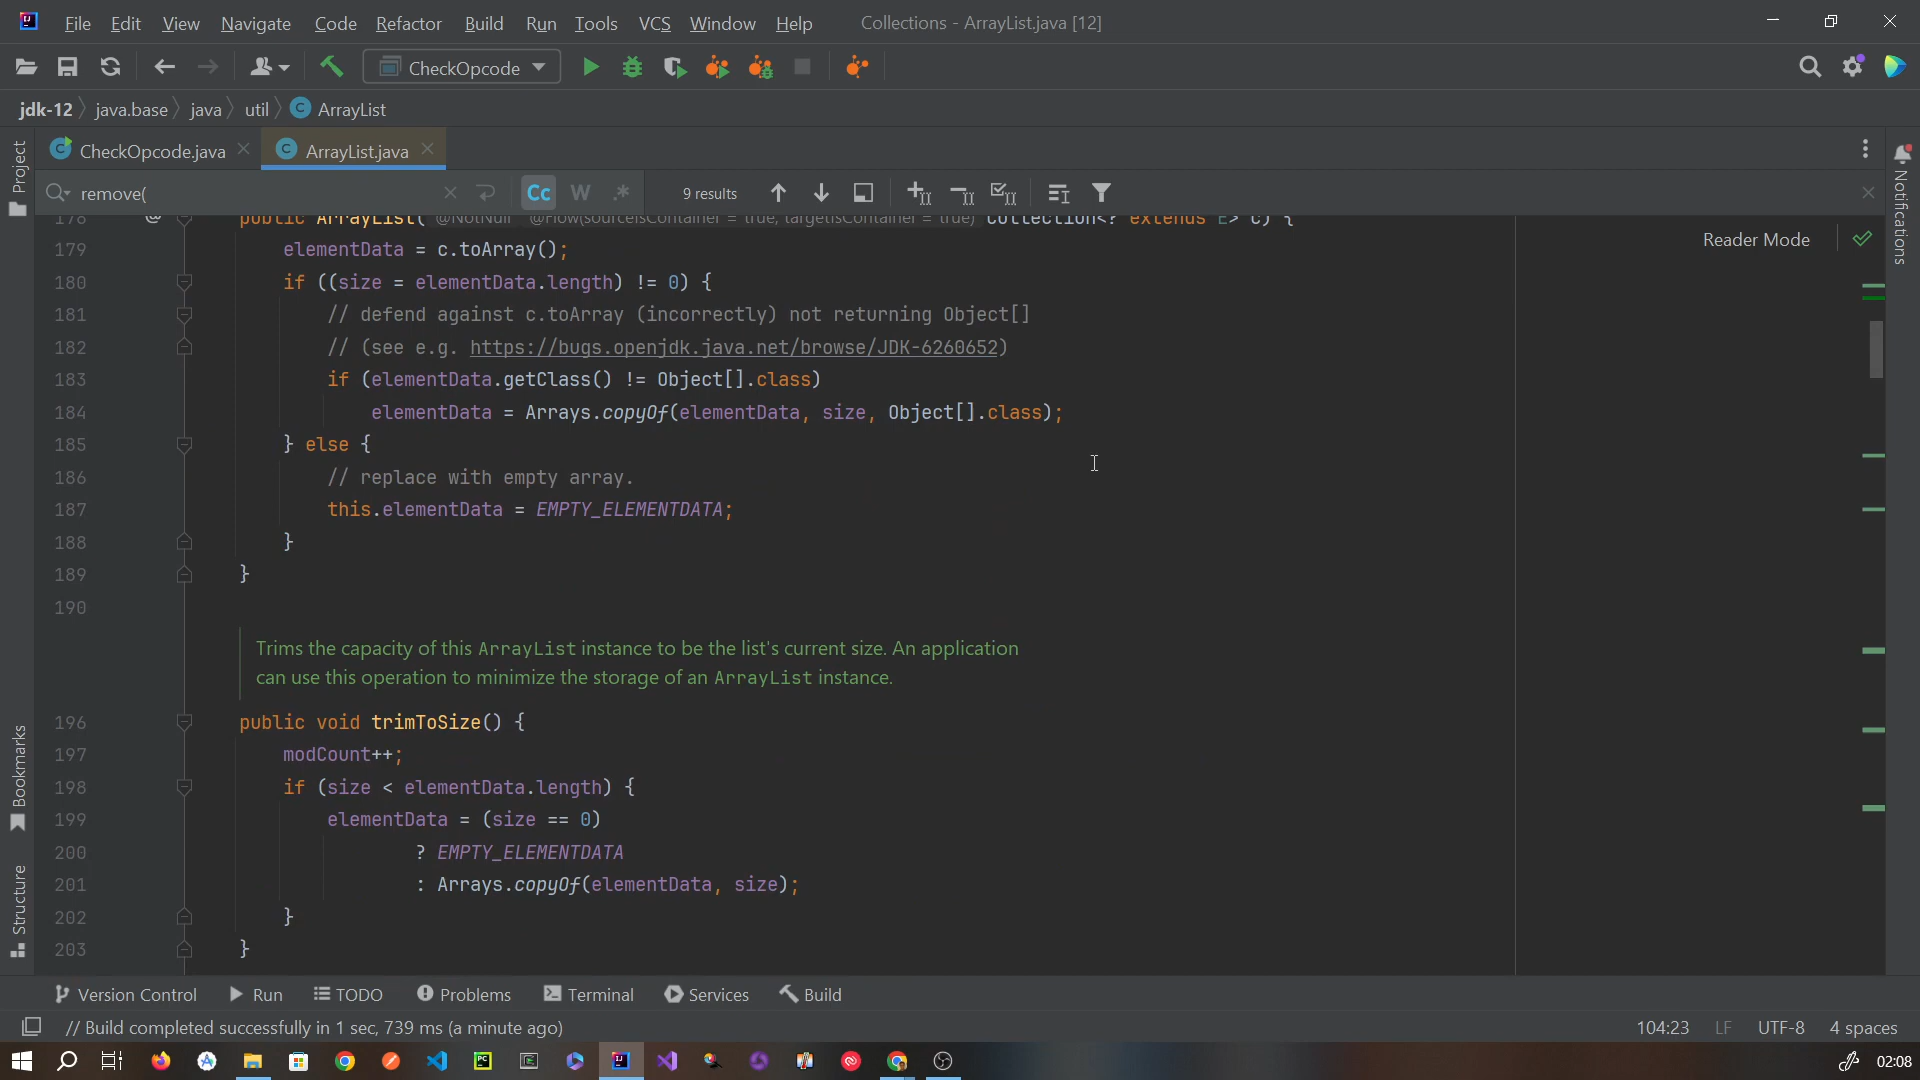 File Edit View Navigate Code Refactor Build Run Tools VCS Window Help Collections - ArrayList.java [12]
CheckOpcode
jdk-12 java.base java util ArrayList
CheckOpcode.java ArrayList.java
remove( Cc W .* 9 results
178 public ArrayList( @NotNull @Flow(sourceIsContainer = true, targetIsContainer = true) Collection<? extends E> c) {
Reader Mode
179 elementData = c.toArray();
180 if ((size = elementData.length) != 0) {
181 // defend against c.toArray (incorrectly) not returning Object[]
182 // (see e.g. https://bugs.openjdk.java.net/browse/JDK-6260652)
183 if (elementData.getClass() != Object[].class)
184 elementData = Arrays.copyOf(elementData, size, Object[].class);
185 } else {
186 // replace with empty array.
187 this.elementData = EMPTY_ELEMENTDATA;
188 }
189 }
190
Trims the capacity of this ArrayList instance to be the list's current size. An application
can use this operation to minimize the storage of an ArrayList instance.
196 public void trimToSize() {
197 modCount++;
198 if (size < elementData.length) {
199 elementData = (size == 0)
200 ? EMPTY_ELEMENTDATA
201 : Arrays.copyOf(elementData, size);
202 }
203 }
Project
Bookmarks
Structure
Notifications
Version Control Run TODO Problems Terminal Services Build
// Build completed successfully in 1 sec, 739 ms (a minute ago) 104:23 LF UTF-8 4 spaces
02:08